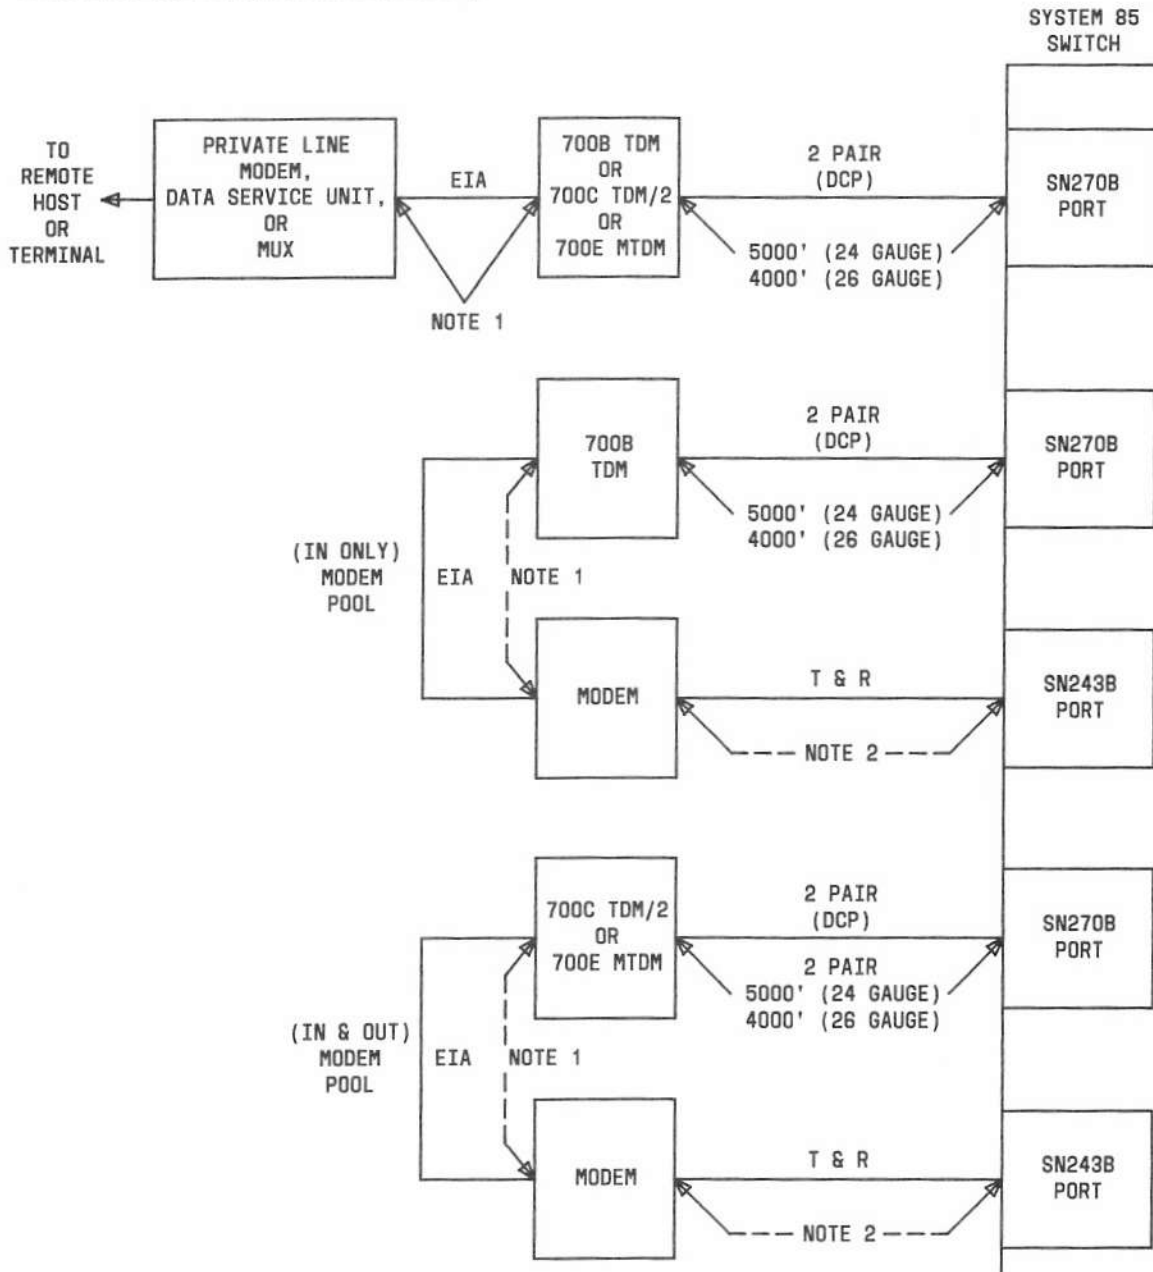 SYSTEM 85
SWITCH
TO
REMOTE
HOST
OR
TERMINAL
PRIVATE LINE
MODEM,
DATA SERVICE UNIT,
OR
MUX
EIA
NOTE 1
700B TDM
OR
700C TDM/2
OR
700E MTDM
2 PAIR
(DCP)
5000' (24 GAUGE)
4000' (26 GAUGE)
SN270B
PORT
(IN ONLY)
MODEM
POOL
EIA
NOTE 1
700B
TDM
2 PAIR
(DCP)
5000' (24 GAUGE)
4000' (26 GAUGE)
SN270B
PORT
MODEM
T & R
NOTE 2
SN243B
PORT
(IN & OUT)
MODEM
POOL
EIA
NOTE 1
700C TDM/2
OR
700E MTDM
2 PAIR
(DCP)
2 PAIR
5000' (24 GAUGE)
4000' (26 GAUGE)
SN270B
PORT
MODEM
T & R
NOTE 2
SN243B
PORT